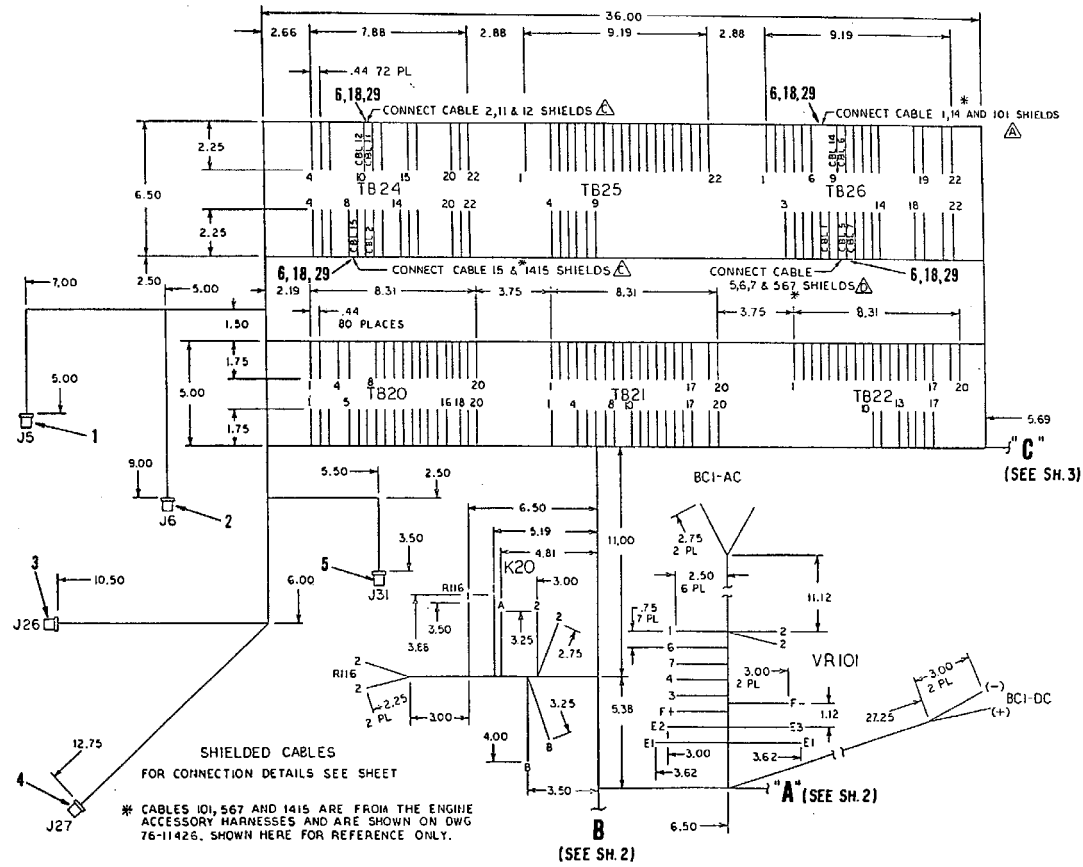 36.00
2.66
7.88
2.88
9.19
2.88
9.19
.44 72 PL
6,18,29
CONNECT CABLE 2,11 & 12 SHIELDS C
6,18,29
CONNECT CABLE 1,14 AND 101 SHIELDS
*
A
6.50
2.25
2.25
CBL 12
CBL 11
CBL 14
CBL 6
4 10 15 20 22
1 22
1 6 9 19 22
TB24
TB25
TB26
4 8 14 20 22
4 9
3 14 18 22
CBL 15
CBL 2
CBL 1
CBL 5
CBL 7
6,18,29
CONNECT CABLE 15 & *1415 SHIELDS C
CONNECT CABLE
5,6,7 & 567 SHIELDS D
*
6,18,29
7.00
5.00
2.50
2.19
8.31
3.75
8.31
3.75
8.31
1.50
.44
80 PLACES
5.00
1.75
1.75
1 4 8 20
1 17 20
1 17 20
TB20
TB21
TB22
1 5 16 18 20
1 4 8 10 17 20
10 13 17
5.00
J5
1
5.69
"C"
(SEE SH.3)
9.00
J6
2
5.50
2.50
6.50
5.19
4.81
11.00
BC1-AC
2.75
2 PL
2.50
6 PL
11.12
3
10.50
J26
6.00
5
3.50
J31
K20
3.00
R116
1
A
2
3.50
3.88
3.25
2
2.75
.75
7 PL
1
2
2
6
7
4
3
F+
E2
E1
VR101
3.00
2 PL
F-
1.12
E3
E1
3.00
3.62
3.62
3.00
2 PL
(-)
BC1-DC
(+)
27.25
R116
2
2
2.25
2 PL
3.00
3.25
B
4.00
B
5.38
3.50
12.75
4
J27
SHIELDED CABLES
FOR CONNECTION DETAILS SEE SHEET
* CABLES 101, 567 AND 1415 ARE FROM THE ENGINE
ACCESSORY HARNESSES AND ARE SHOWN ON DWG
76-11426. SHOWN HERE FOR REFERENCE ONLY.
B
(SEE SH. 2)
6.50
"A" (SEE SH. 2)